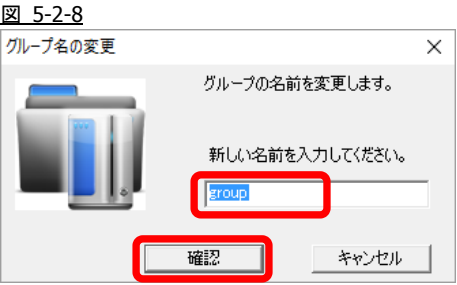 図 5-2-8
グループ名の変更
グループの名前を変更します。
新しい名前を入力してください。
group
確認
キャンセル